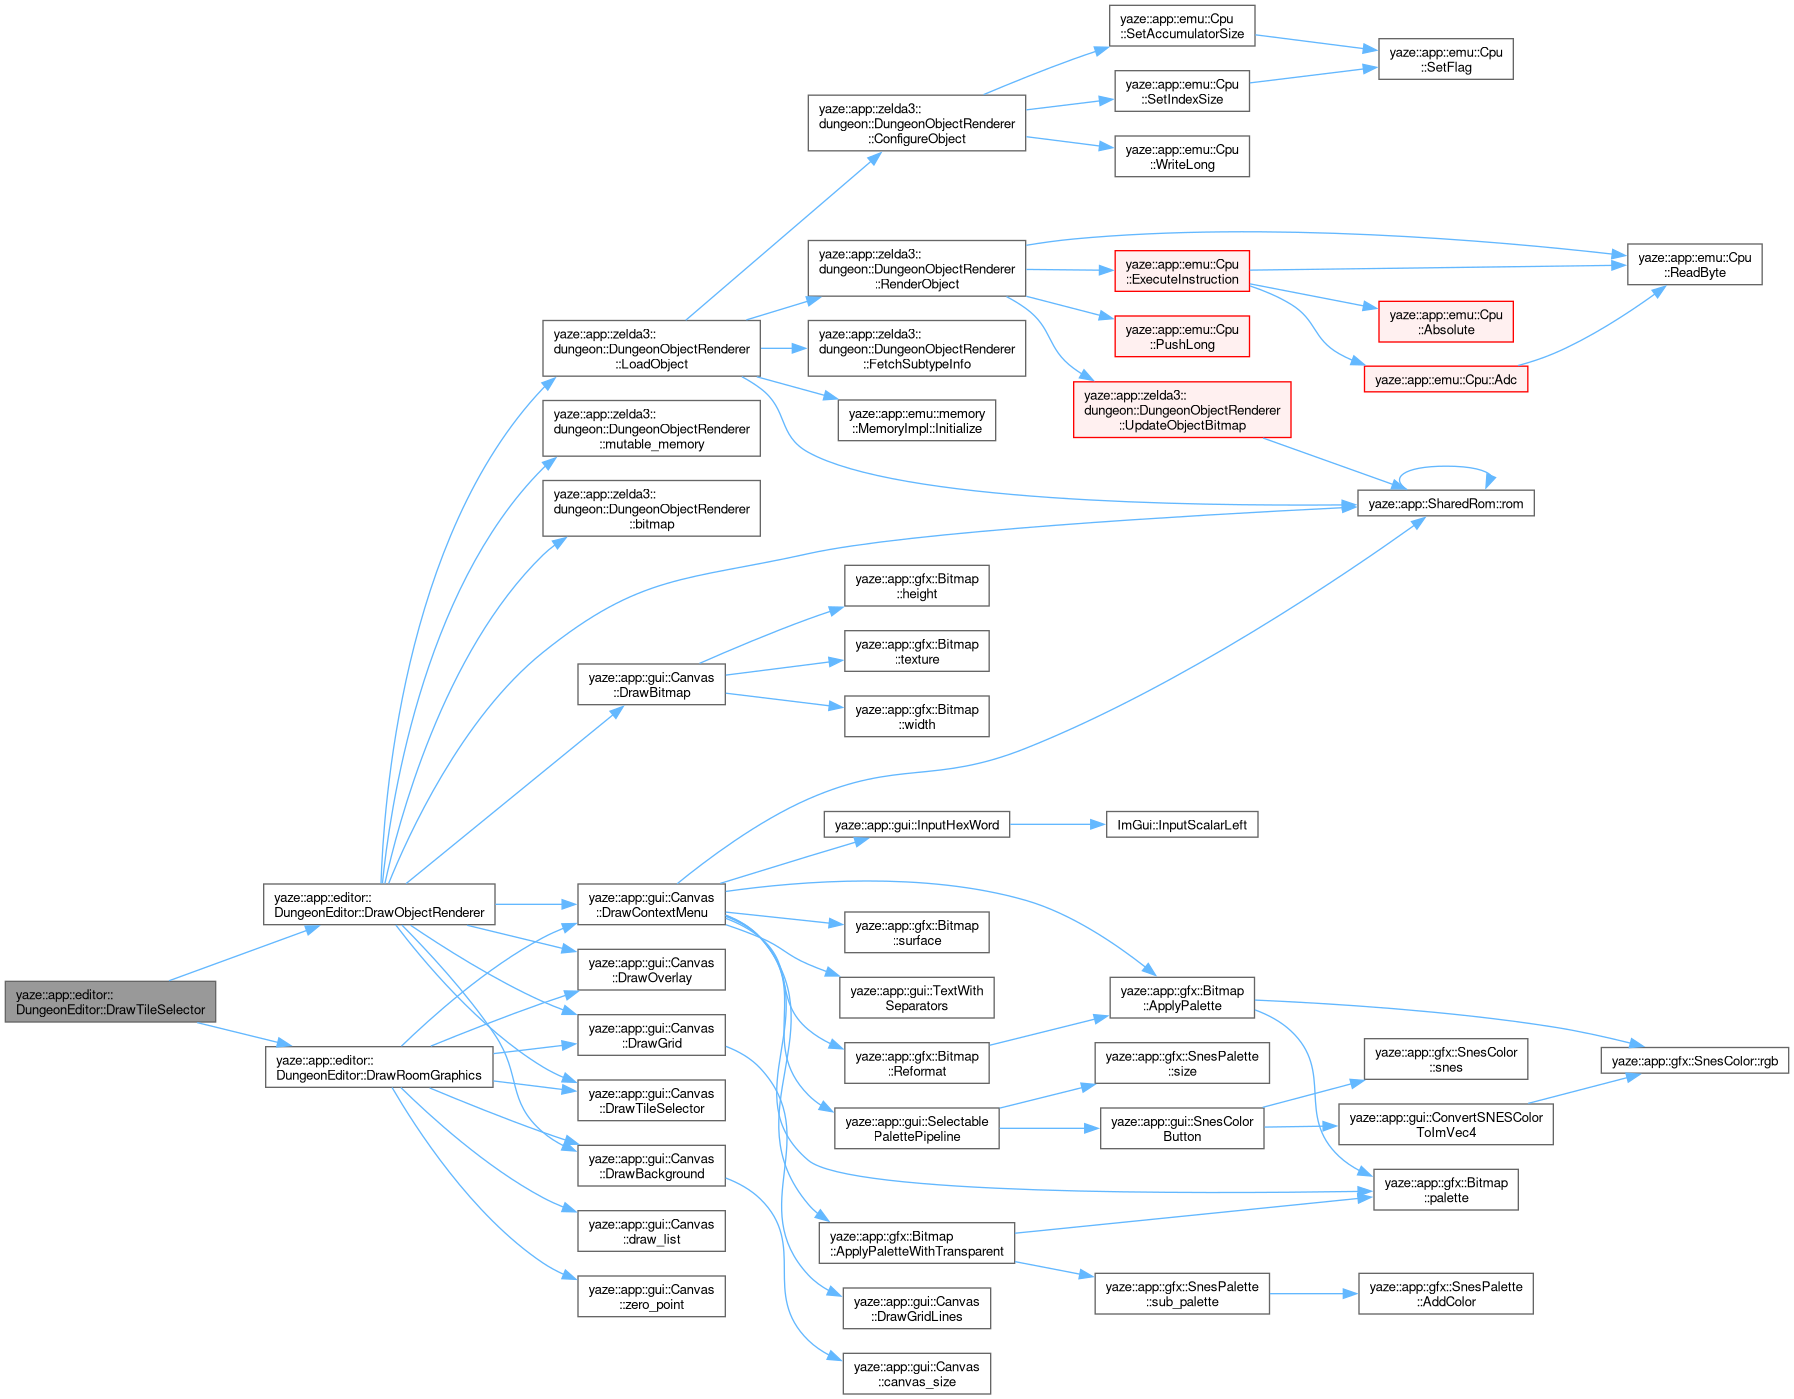 yaze::app::editor::
DungeonEditor::DrawTileSelector
yaze::app::editor::
DungeonEditor::DrawObjectRenderer
yaze::app::editor::
DungeonEditor::DrawRoomGraphics
yaze::app::zelda3::
dungeon::DungeonObjectRenderer
::LoadObject
yaze::app::zelda3::
dungeon::DungeonObjectRenderer
::mutable_memory
yaze::app::zelda3::
dungeon::DungeonObjectRenderer
::bitmap
yaze::app::gui::Canvas
::DrawBitmap
yaze::app::gui::Canvas
::DrawContextMenu
yaze::app::gui::Canvas
::DrawOverlay
yaze::app::gui::Canvas
::DrawGrid
yaze::app::gui::Canvas
::DrawTileSelector
yaze::app::gui::Canvas
::DrawBackground
yaze::app::gui::Canvas
::draw_list
yaze::app::gui::Canvas
::zero_point
yaze::app::zelda3::
dungeon::DungeonObjectRenderer
::ConfigureObject
yaze::app::zelda3::
dungeon::DungeonObjectRenderer
::RenderObject
yaze::app::zelda3::
dungeon::DungeonObjectRenderer
::FetchSubtypeInfo
yaze::app::emu::memory
::MemoryImpl::Initialize
yaze::app::gfx::Bitmap
::height
yaze::app::gfx::Bitmap
::texture
yaze::app::gfx::Bitmap
::width
yaze::app::gui::InputHexWord
yaze::app::gfx::Bitmap
::surface
yaze::app::gui::TextWith
Separators
yaze::app::gfx::Bitmap
::Reformat
yaze::app::gui::Selectable
PalettePipeline
yaze::app::gfx::Bitmap
::ApplyPaletteWithTransparent
yaze::app::gui::Canvas
::DrawGridLines
yaze::app::gui::Canvas
::canvas_size
yaze::app::emu::Cpu
::SetAccumulatorSize
yaze::app::emu::Cpu
::SetIndexSize
yaze::app::emu::Cpu
::WriteLong
yaze::app::emu::Cpu
::ExecuteInstruction
yaze::app::emu::Cpu
::PushLong
yaze::app::zelda3::
dungeon::DungeonObjectRenderer
::UpdateObjectBitmap
ImGui::InputScalarLeft
yaze::app::gfx::Bitmap
::ApplyPalette
yaze::app::gfx::SnesPalette
::size
yaze::app::gui::SnesColor
Button
yaze::app::gfx::SnesPalette
::sub_palette
yaze::app::emu::Cpu
::SetFlag
yaze::app::emu::Cpu
::Absolute
yaze::app::emu::Cpu::Adc
yaze::app::SharedRom::rom
yaze::app::gfx::SnesColor
::snes
yaze::app::gui::ConvertSNESColor
ToImVec4
yaze::app::gfx::Bitmap
::palette
yaze::app::gfx::SnesPalette
::AddColor
yaze::app::emu::Cpu
::ReadByte
yaze::app::gfx::SnesColor::rgb